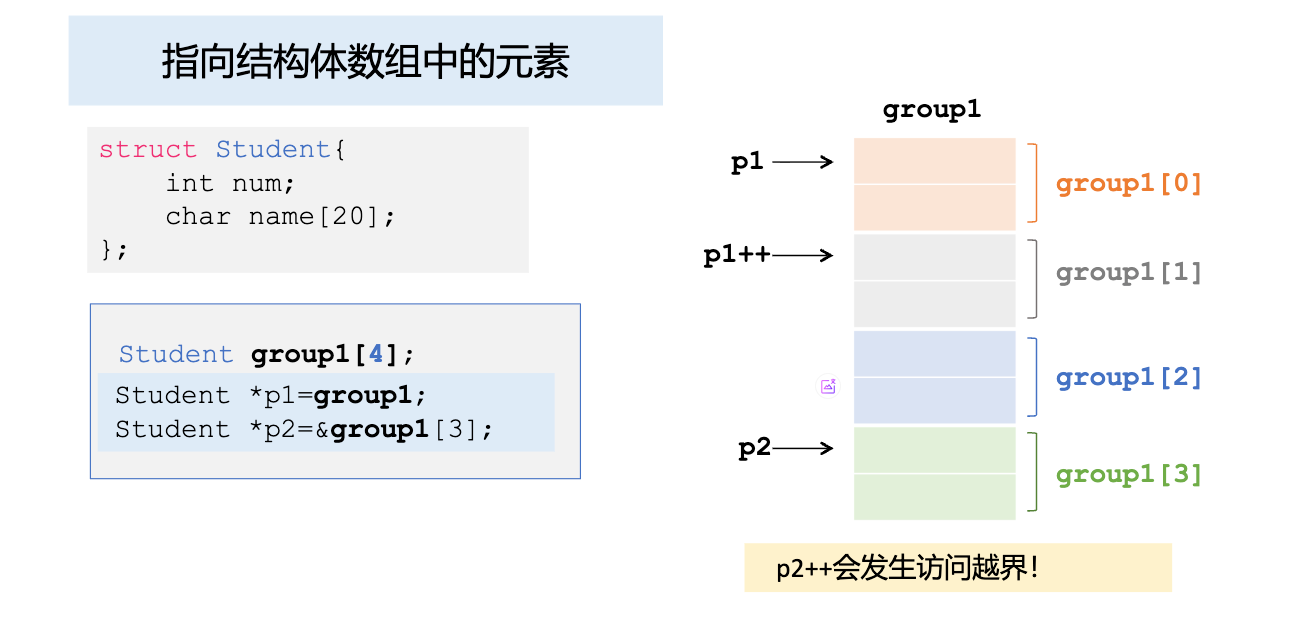 指向结构体数组中的元素
struct Student{
    int num;
    char name[20];
};
Student group1[4];
Student *p1=group1;
Student *p2=&group1[3];
group1
p1
group1[0]
p1++
group1[1]
group1[2]
p2
group1[3]
p2++会发生访问越界!